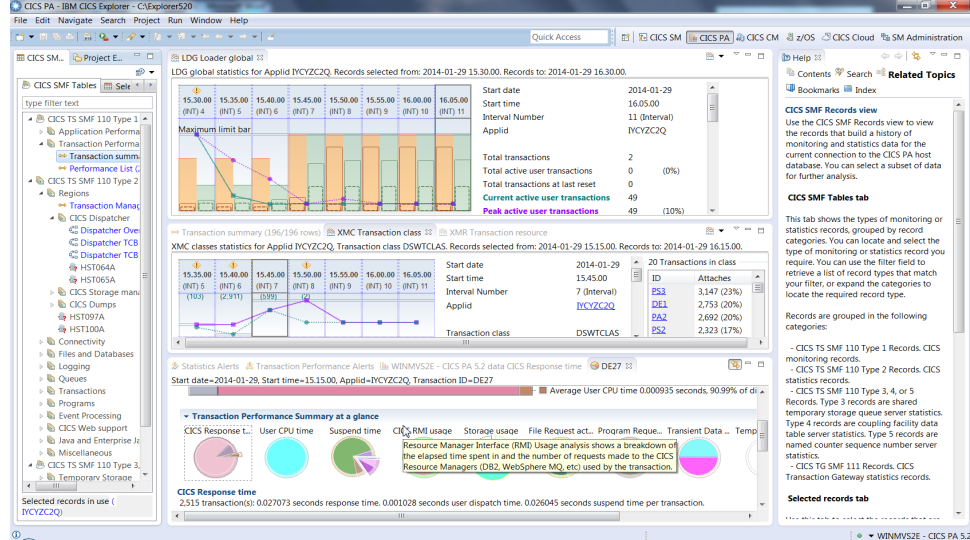 CICS PA - IBM CICS Explorer - C:\Explorer520
File Edit Navigate Search Project Run Window Help
Quick Access
CICS SM CICS PA CICS CM z/OS CICS Cloud SM Administration
CICS SM... Project E...
CICS SMF Tables Sele
type filter text
CICS TS SMF 110 Type 1
Application Performa
Transaction Performa
Transaction summa
Performance List (2
CICS TS SMF 110 Type 2
Regions
Transaction Manag
CICS Dispatcher
Dispatcher Over
Dispatcher TCB
Dispatcher TCB
HST064A
HST065A
CICS Storage mana
CICS Dumps
HST097A
HST100A
Connectivity
Files and Databases
Logging
Queues
Transactions
Programs
Event Processing
CICS Web support
Java and Enterprise Ja
Miscellaneous
CICS TS SMF 110 Type 3,
Temporary Storage
Selected records in use (
IYCYZC2Q)
LDG Loader global
LDG global statistics for Applid IYCYZC2Q. Records selected from: 2014-01-29 15.30.00. Records to: 2014-01-29 16.30.00.
15.30.00 15.35.00 15.40.00 15.45.00 15.50.00 15.55.00 16.00.00 16.05.00
(INT) 4 (INT) 5 (INT) 6 (INT) 7 (INT) 8 (INT) 9 (INT) 10 (INT) 11
Maximum limit bar
Start date 2014-01-29
Start time 16.05.00
Interval Number 11 (Interval)
Applid IYCYZC2Q
Total transactions 2
Total active user transactions 0 (0%)
Total transactions at last reset 0
Current active user transactions 49
Peak active user transactions 49 (10%)
Transaction summary (196/196 rows) XMC Transaction class XMR Transaction resource
XMC classes statistics for Applid IYCYZC2Q, Transaction class DSWTCLAS. Records selected from: 2014-01-29 15.15.00. Records to: 2014-01-29 16.15.00.
15.35.00 15.40.00 15.45.00 15.50.00 15.55.00 16.00.00 16.05.00
(INT) 5 (INT) 6 (INT) 7 (INT) 8 (INT) 9 (INT) 10 (INT) 11
(103) (2,911) (599) (2)
Start date 2014-01-29
Start time 15.45.00
Interval Number 7 (Interval)
Applid IYCYZC2Q
Transaction class DSWTCLAS
20 Transactions in class
ID Attaches
PS3 3,147 (23%)
DE1 2,753 (20%)
PA2 2,692 (20%)
PS2 2,323 (17%)
Statistics Alerts Transaction Performance Alerts WINMVS2E - CICS PA 5.2 data CICS Response time DE27
Start date=2014-01-29, Start time=15.15.00, Applid=IYCYZC2Q, Transaction ID=DE27
Average User CPU time 0.000935 seconds, 90.99% of di
Transaction Performance Summary at a glance
CICS Response t... User CPU time Suspend time CICS RMI usage Storage usage File Request act... Program Reque... Transient Data ... Temp
Resource Manager Interface (RMI) Usage analysis shows a breakdown of
the elapsed time spent in and the number of requests made to the CICS
Resource Managers (DB2, WebSphere MQ, etc) used by the transaction.
CICS Response time
2,515 transaction(s): 0.027073 seconds response time. 0.001028 seconds user dispatch time. 0.026045 seconds suspend time per transaction.
Help
Contents Search Related Topics
Bookmarks Index
CICS SMF Records view
Use the CICS SMF Records view to view
the records that build a history of
monitoring and statistics data for the
current connection to the CICS PA host
database. You can select a subset of data
for further analysis.
CICS SMF Tables tab
This tab shows the types of monitoring or
statistics records, grouped by record
categories. You can locate and select the
type of monitoring or statistics record you
require. You can use the filter field to
retrieve a list of record types that match
your filter, or expand the categories to
locate the required record type.
Records are grouped in the following
categories:
- CICS TS SMF 110 Type 1 Records. CICS
monitoring records.
- CICS TS SMF 110 Type 2 Records. CICS
statistics records.
- CICS TS SMF 110 Type 3, 4, or 5
Records. Type 3 records are shared
temporary storage queue server statistics.
Type 4 records are coupling facility data
table server statistics. Type 5 records are
named counter sequence number server
statistics.
- CICS TG SMF 111 Records. CICS
Transaction Gateway statistics records.
Selected records tab
WINMVS2E - CICS PA 5.2